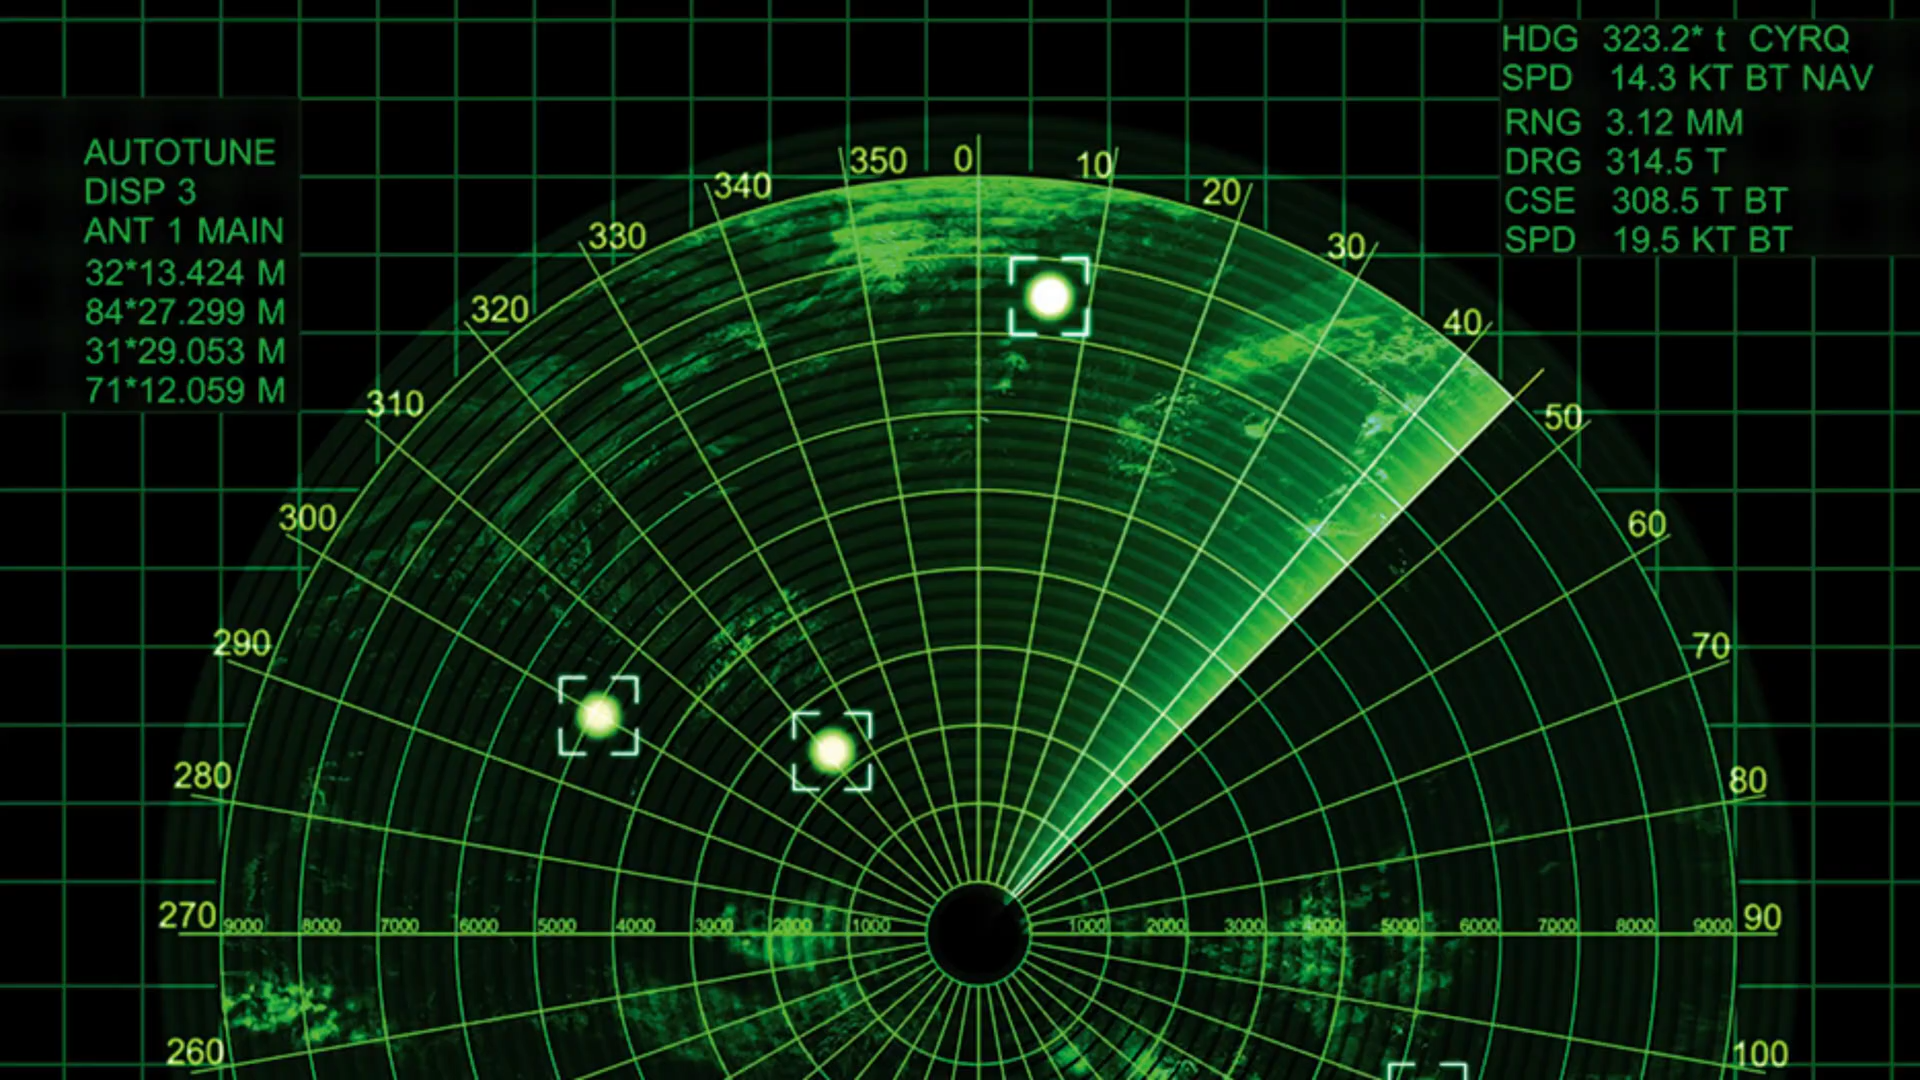 HDG 323.2* t CYRQ
SPD 14.3 KT BT NAV
RNG 3.12 MM
DRG 314.5 T
CSE 308.5 T BT
SPD 19.5 KT BT
AUTOTUNE
DISP 3
ANT 1 MAIN
32*13.424 M
84*27.299 M
31*29.053 M
71*12.059 M
350 0 10
340 20
330 30
320 40
310 50
300 60
290 70
280 80
270 9000 8000 7000 6000 5000 4000 3000 2000 1000 1000 2000 3000 4000 5000 6000 7000 8000 9000 90
260 100